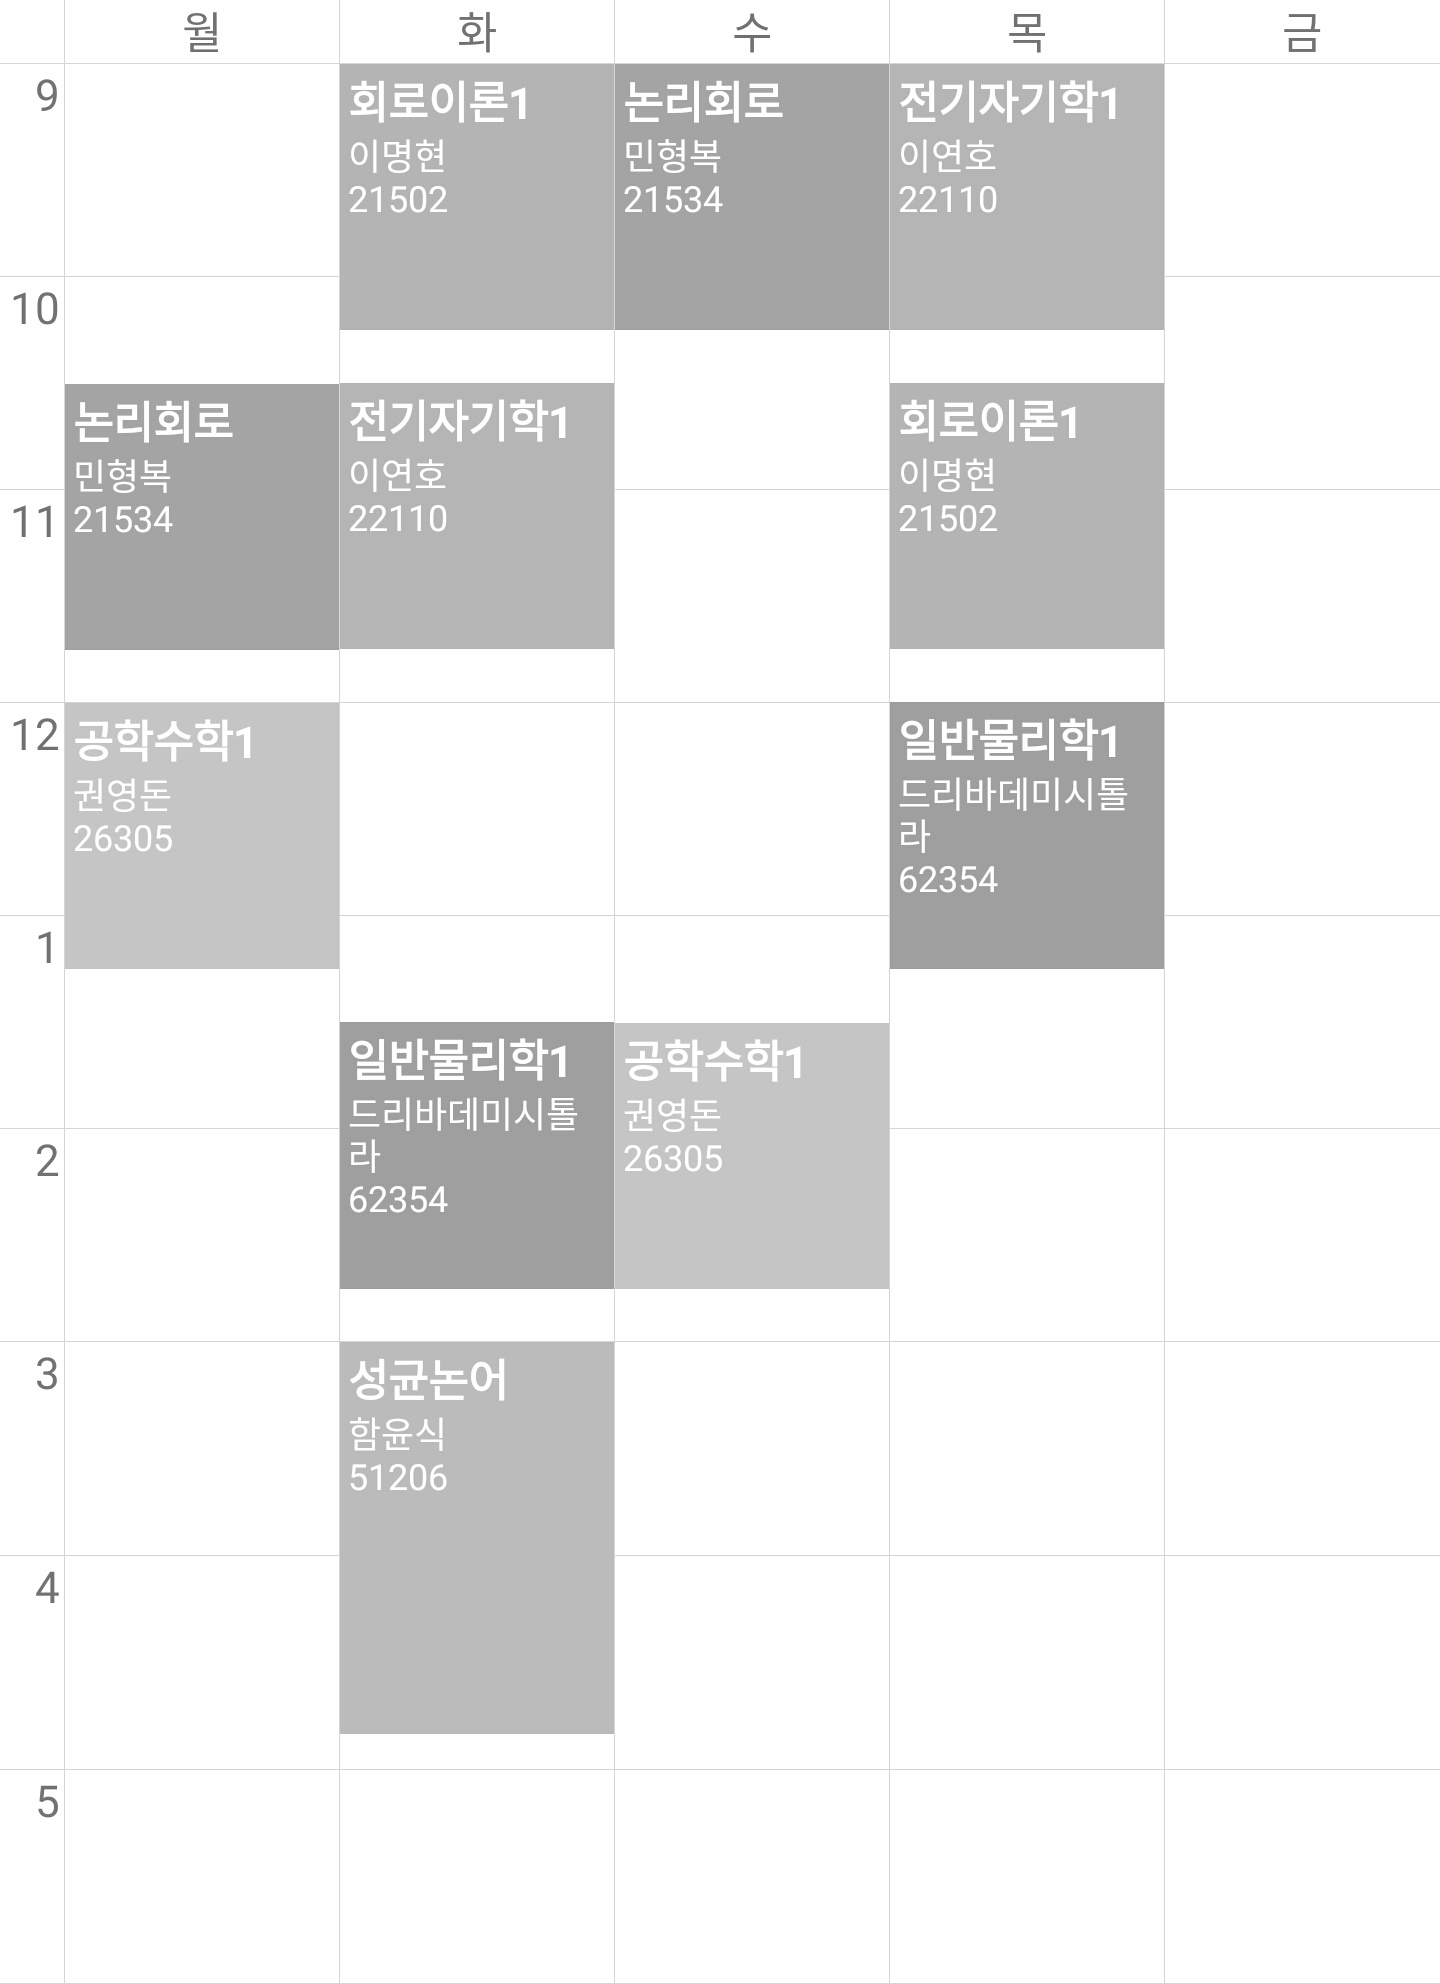 월 화 수 목 금
9
회로이론1
이명현
21502
논리회로
민형복
21534
전기자기학1
이연호
22110
10
논리회로
민형복
21534
전기자기학1
이연호
22110
회로이론1
이명현
21502
11
12
공학수학1
권영돈
26305
일반물리학1
드리바데미시톨
라
62354
1
일반물리학1
드리바데미시톨
라
62354
공학수학1
권영돈
26305
2
3
성균논어
함윤식
51206
4
5